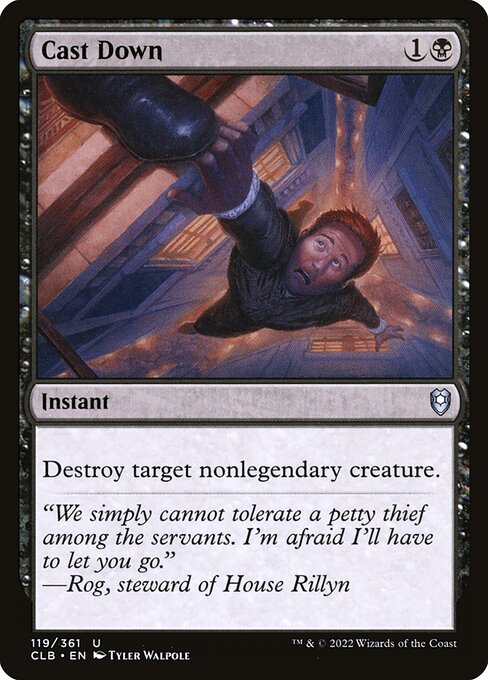 Cast Down 1
Instant
Destroy target nonlegendary creature.
“We simply cannot tolerate a petty thief
among the servants. I’m afraid I’ll have
to let you go.”
—Rog, steward of House Rillyn
119/361 U
CLB • EN Tyler Walpole
™ & © 2022 Wizards of the Coast